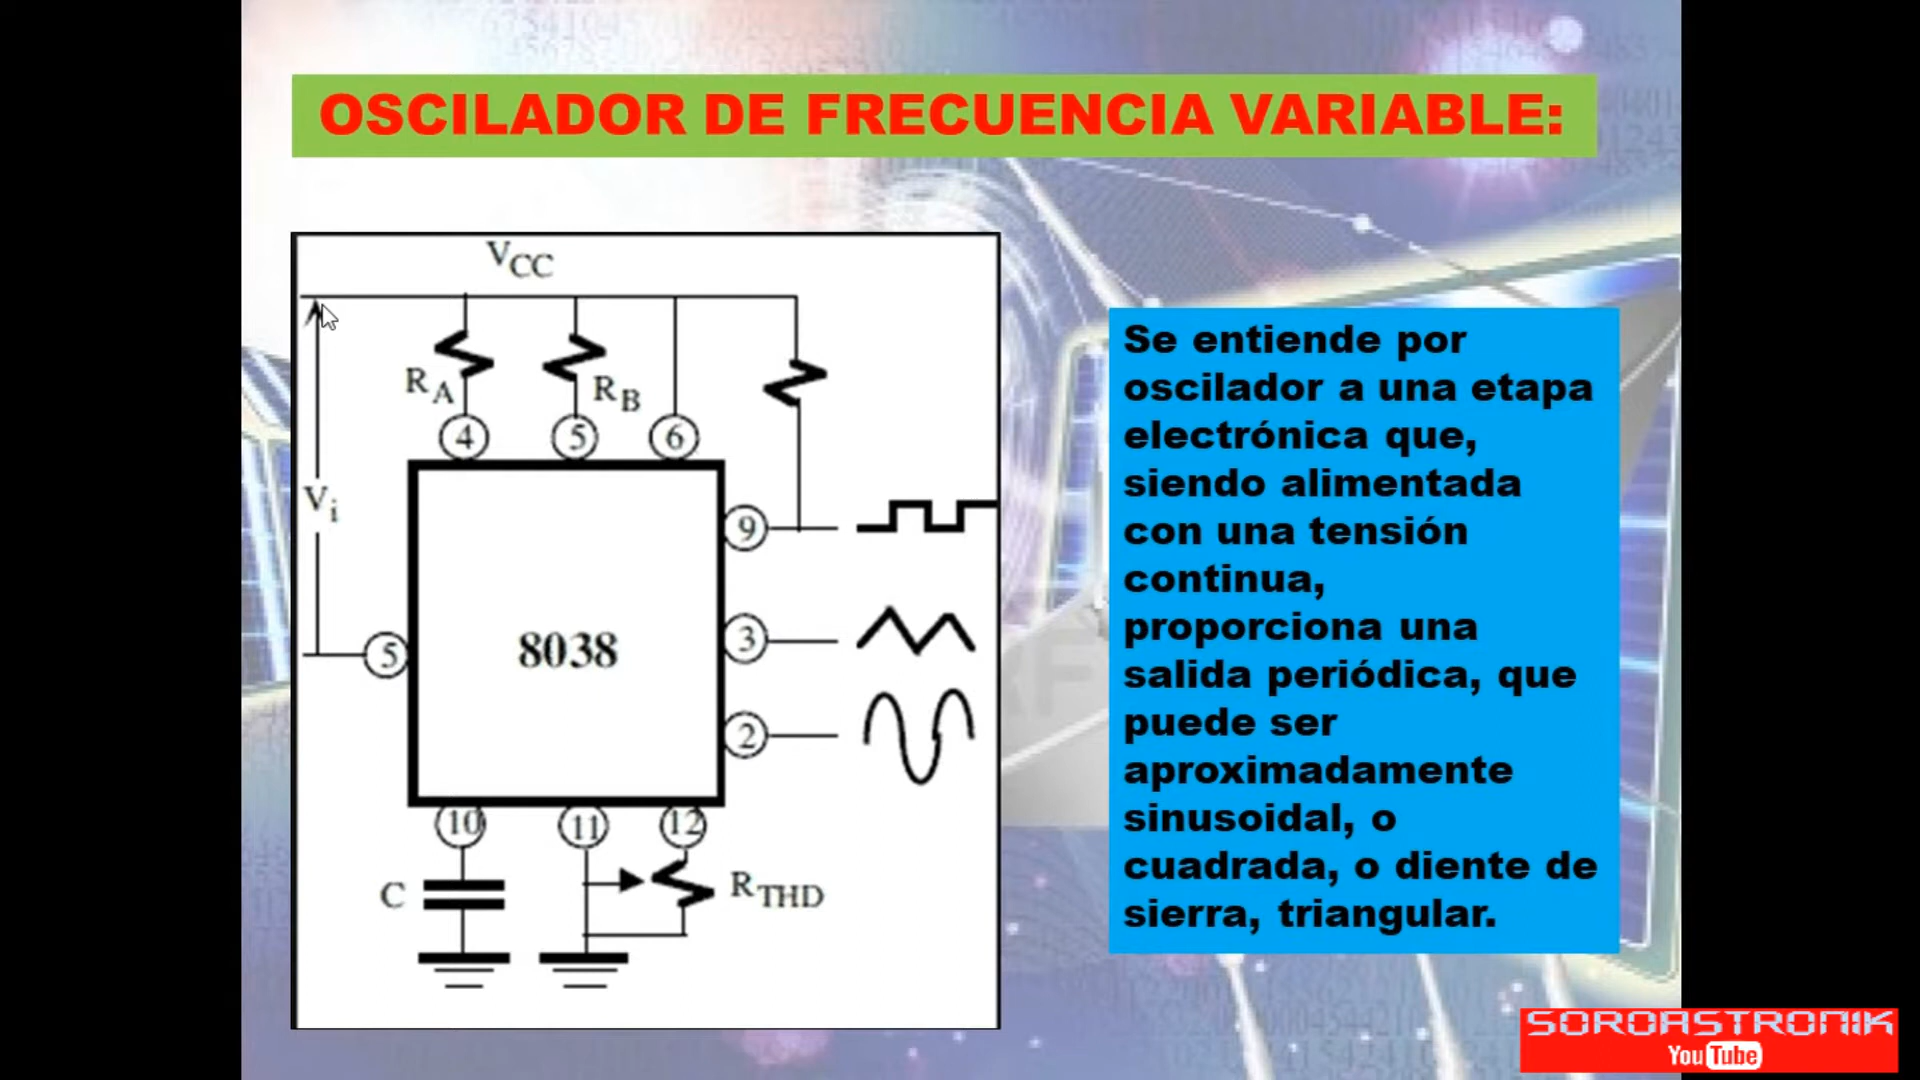 OSCILADOR DE FRECUENCIA VARIABLE:
VCC
RA
RB
4
5
6
Vi
9
5
8038
3
2
10
11
12
C
RTHD
Se entiende por
oscilador a una etapa
electrónica que,
siendo alimentada
con una tensión
continua,
proporciona una
salida periódica, que
puede ser
aproximadamente
sinusoidal, o
cuadrada, o diente de
sierra, triangular.
SOROASTRONIK
YouTube